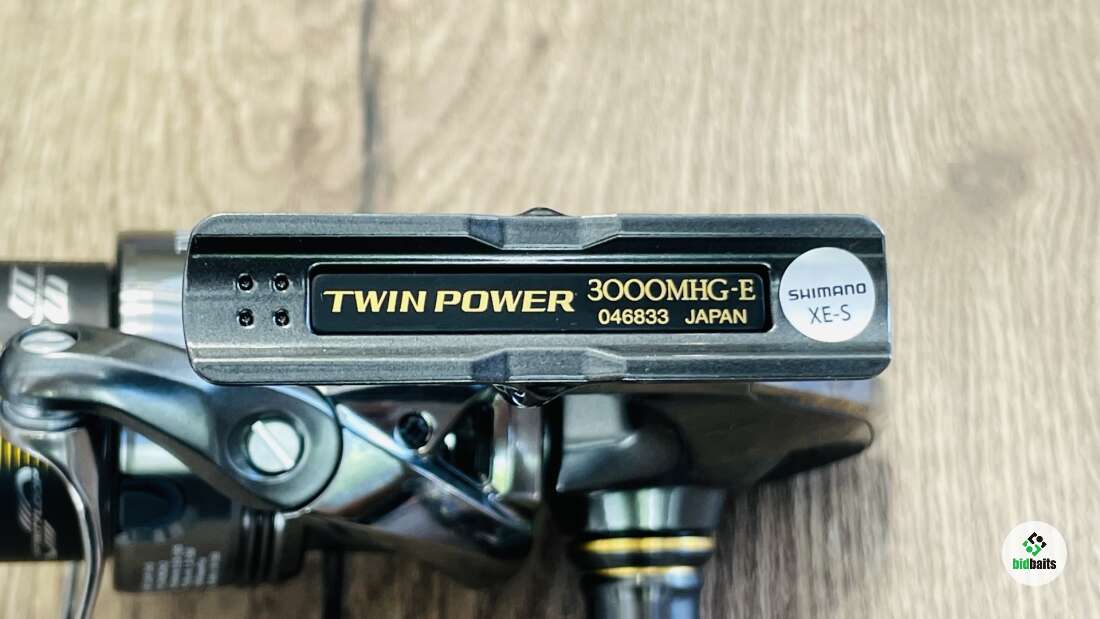 TWIN POWER 3000MHG-E
046833 JAPAN
SHIMANO
XE-S
bidbaits